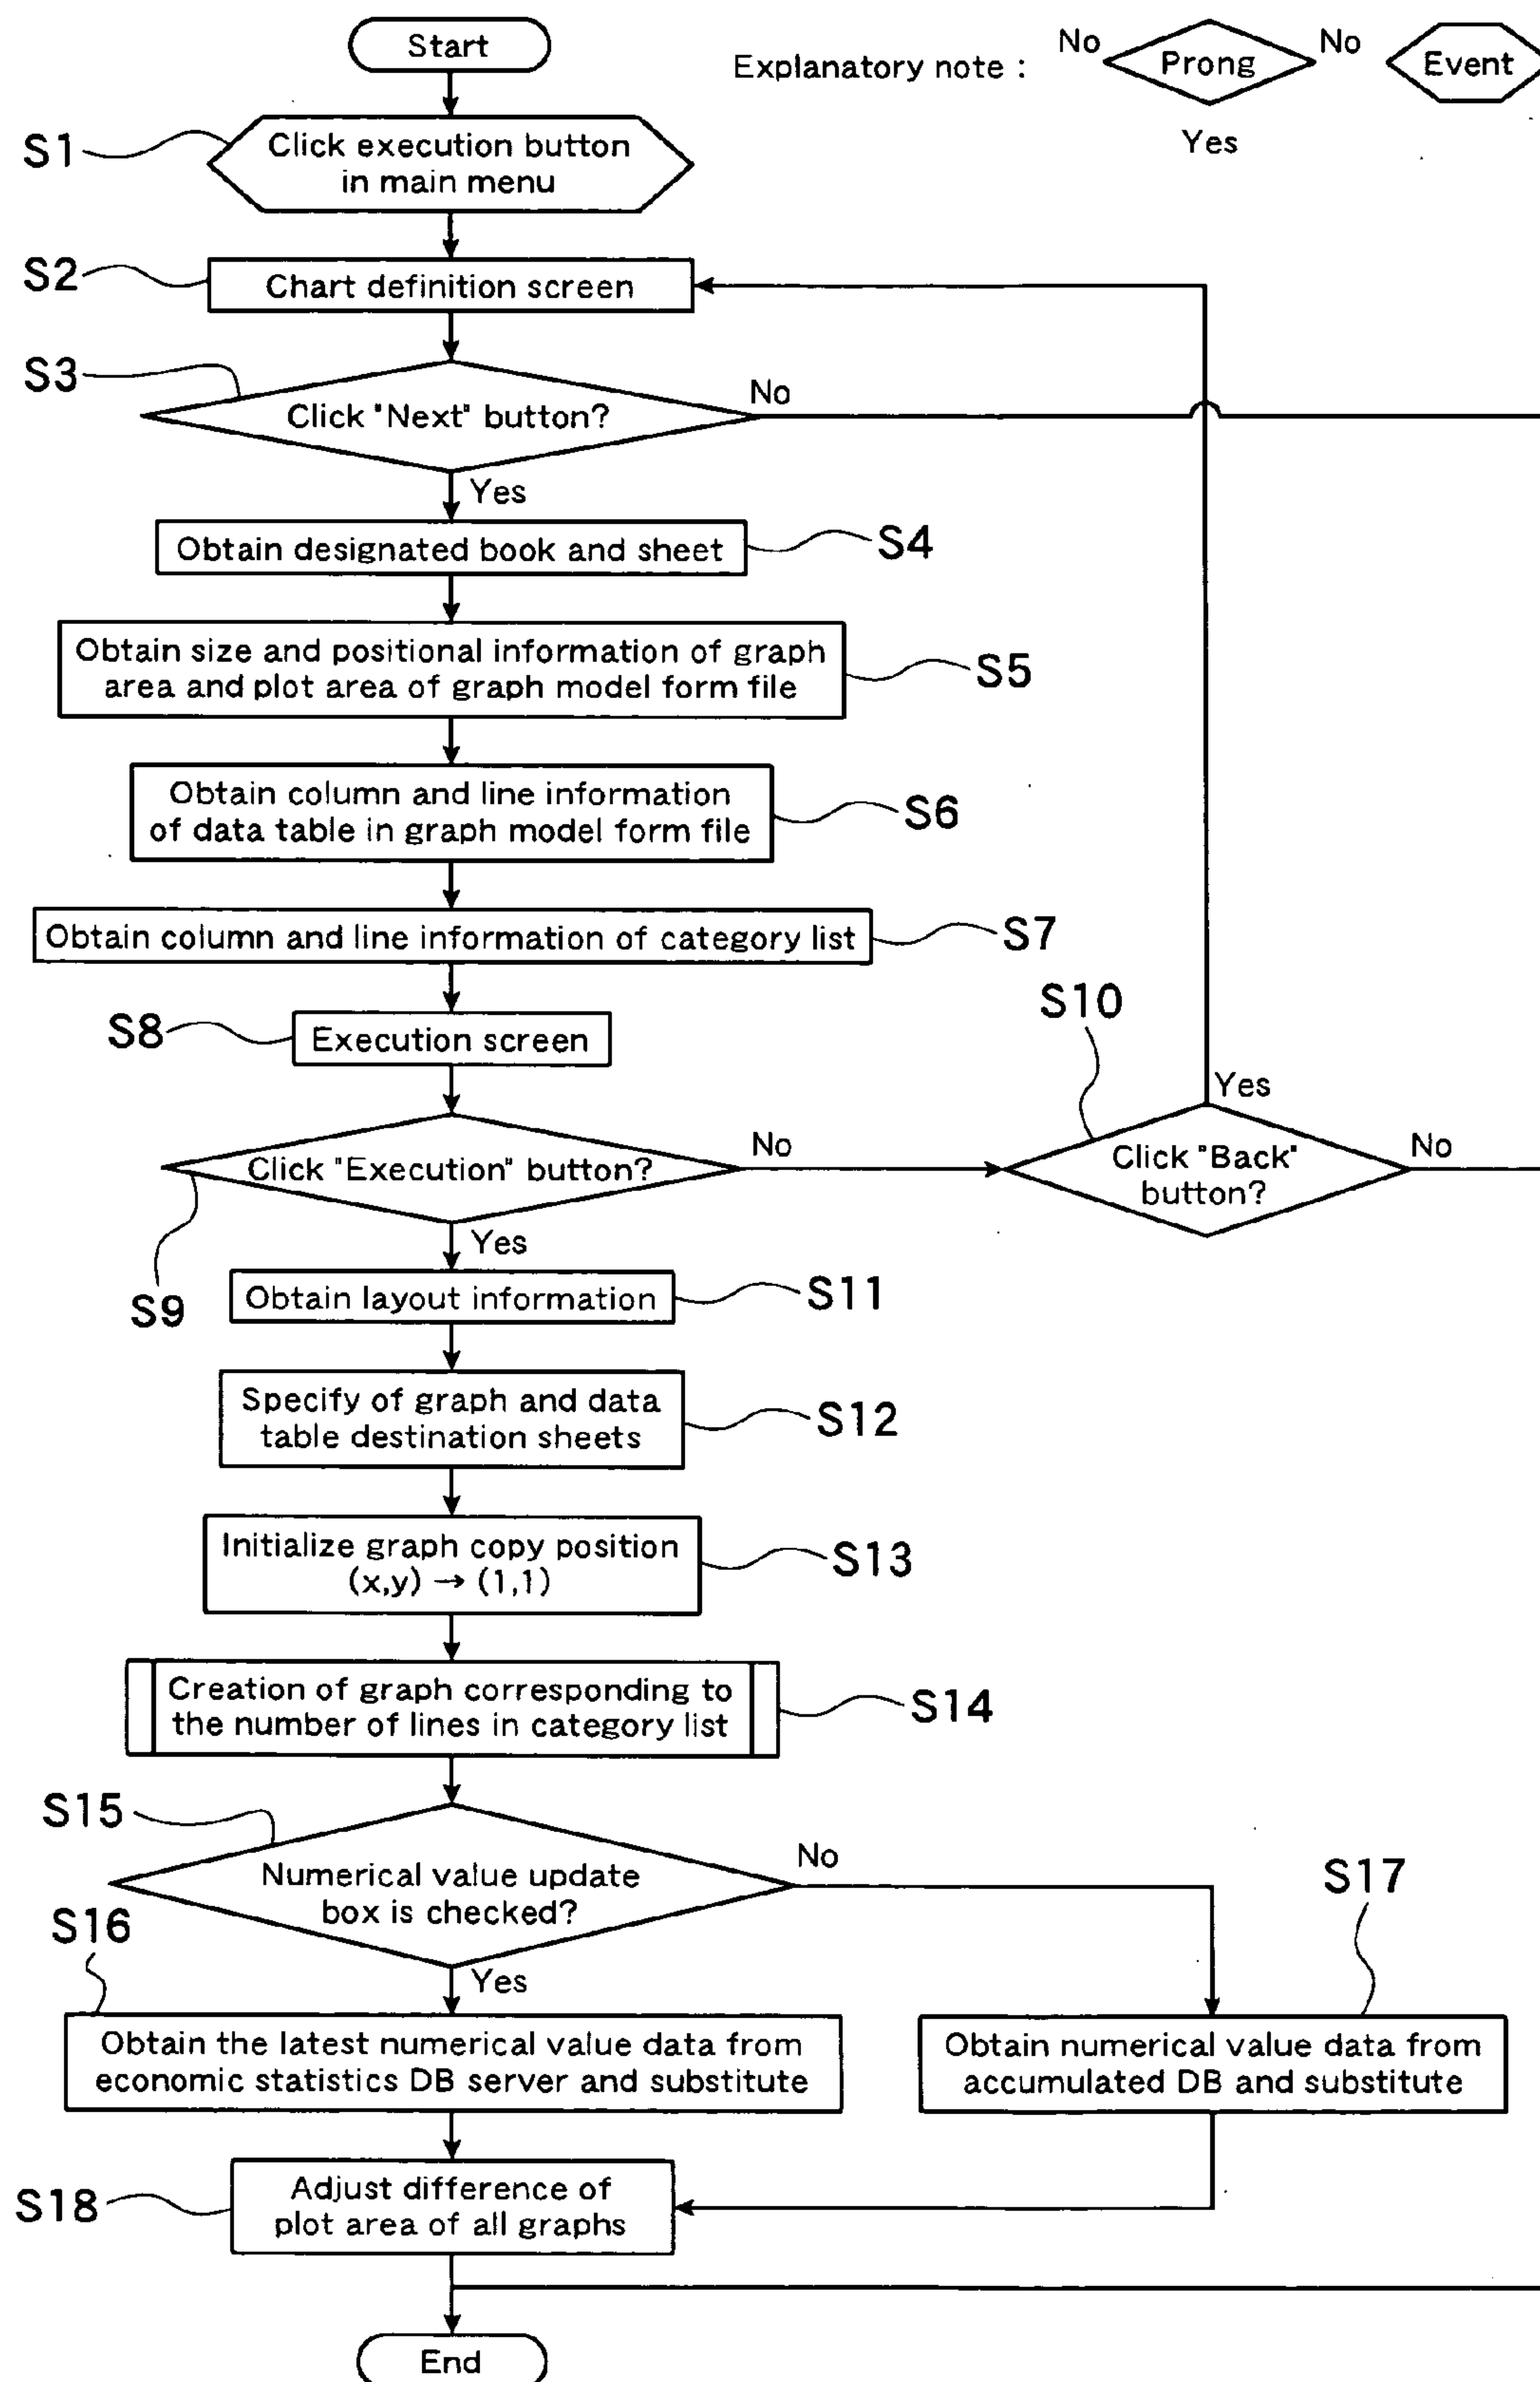 Start
Explanatory note :
No
Prong
No
Event
Yes
S1
Click execution button
in main menu
S2
Chart definition screen
S3
Click "Next" button?
No
Yes
Obtain designated book and sheet
S4
Obtain size and positional information of graph
area and plot area of graph model form file
S5
Obtain column and line information
of data table in graph model form file
S6
Obtain column and line information of category list
S7
S8
Execution screen
S10
Yes
Click "Execution" button?
No
Click "Back"
button?
No
Yes
S9
Obtain layout information
S11
Specify of graph and data
table destination sheets
S12
Initialize graph copy position
(x,y) → (1,1)
S13
Creation of graph corresponding to
the number of lines in category list
S14
S15
Numerical value update
box is checked?
No
S17
S16
Yes
Obtain the latest numerical value data from
economic statistics DB server and substitute
Obtain numerical value data from
accumulated DB and substitute
S18
Adjust difference of
plot area of all graphs
End